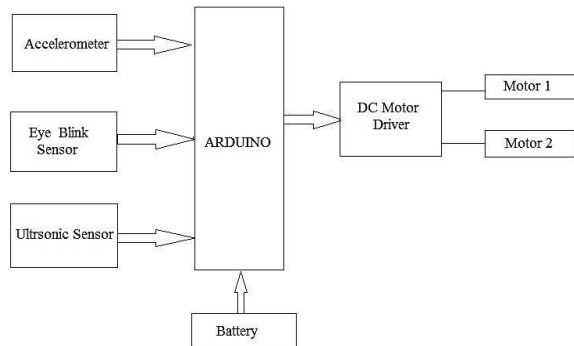 Accelerometer
Eye Blink
Sensor
Ultrsonic Sensor
ARDUINO
Battery
DC Motor
Driver
Motor 1
Motor 2